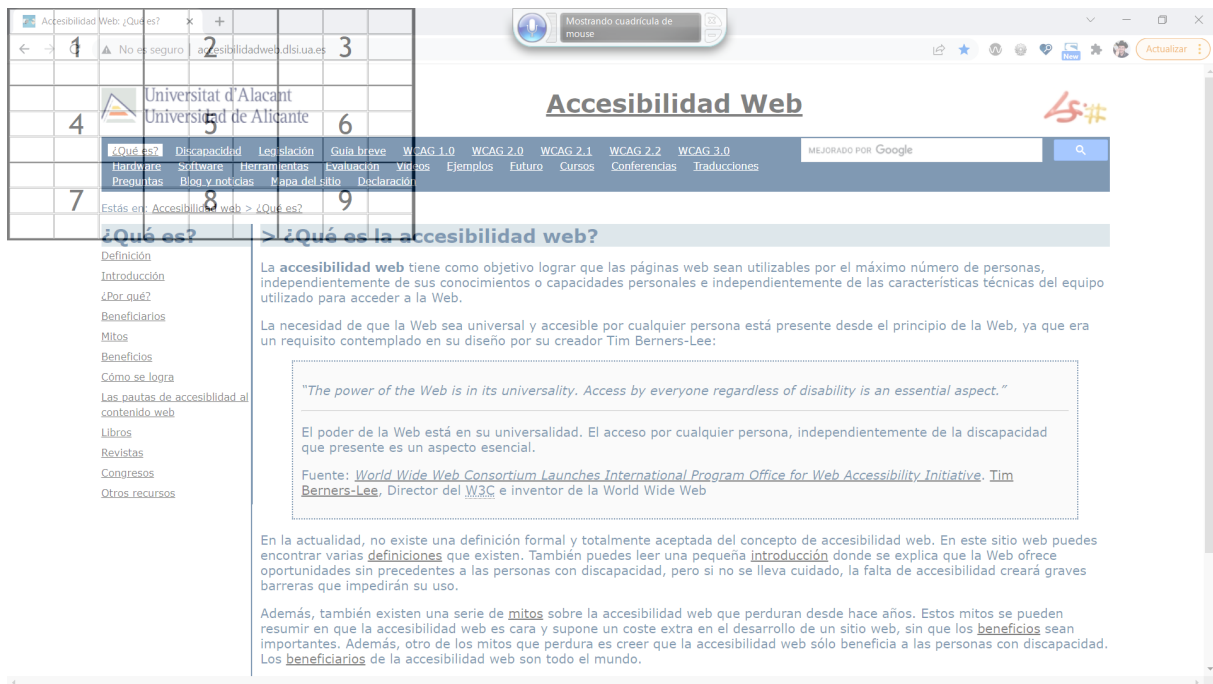 Accesibilidad Web: ¿Qué es?
Mostrando cuadrícula de
mouse
1 2 3
No es seguro accesibilidadweb.dlsi.ua.es
New
Actualizar
Universitat d'Alacant
Universidad de Alicante
Accesibilidad Web
LS:#
4 5 6
¿Qué es? Discapacidad Legislación Guía breve WCAG 1.0 WCAG 2.0 WCAG 2.1 WCAG 2.2 WCAG 3.0
MEJORADO POR Google
Hardware Software Herramientas Evaluación Vídeos Ejemplos Futuro Cursos Conferencias Traducciones
Preguntas Blog y noticias Mapa del sitio Declaración
7 8 9
Estás en: Accesibilidad web > ¿Qué es?
¿Qué es?
Definición
Introducción
¿Por qué?
Beneficiarios
Mitos
Beneficios
Cómo se logra
Las pautas de accesiblidad al
contenido web
Libros
Revistas
Congresos
Otros recursos
> ¿Qué es la accesibilidad web?
La accesibilidad web tiene como objetivo lograr que las páginas web sean utilizables por el máximo número de personas,
independientemente de sus conocimientos o capacidades personales e independientemente de las características técnicas del equipo
utilizado para acceder a la Web.
La necesidad de que la Web sea universal y accesible por cualquier persona está presente desde el principio de la Web, ya que era
un requisito contemplado en su diseño por su creador Tim Berners-Lee:
"The power of the Web is in its universality. Access by everyone regardless of disability is an essential aspect."
El poder de la Web está en su universalidad. El acceso por cualquier persona, independientemente de la discapacidad
que presente es un aspecto esencial.
Fuente: World Wide Web Consortium Launches International Program Office for Web Accessibility Initiative. Tim
Berners-Lee, Director del W3C e inventor de la World Wide Web
En la actualidad, no existe una definición formal y totalmente aceptada del concepto de accesibilidad web. En este sitio web puedes
encontrar varias definiciones que existen. También puedes leer una pequeña introducción donde se explica que la Web ofrece
oportunidades sin precedentes a las personas con discapacidad, pero si no se lleva cuidado, la falta de accesibilidad creará graves
barreras que impedirán su uso.
Además, también existen una serie de mitos sobre la accesibilidad web que perduran desde hace años. Estos mitos se pueden
resumir en que la accesibilidad web es cara y supone un coste extra en el desarrollo de un sitio web, sin que los beneficios sean
importantes. Además, otro de los mitos que perdura es creer que la accesibilidad web sólo beneficia a las personas con discapacidad.
Los beneficiarios de la accesibilidad web son todo el mundo.